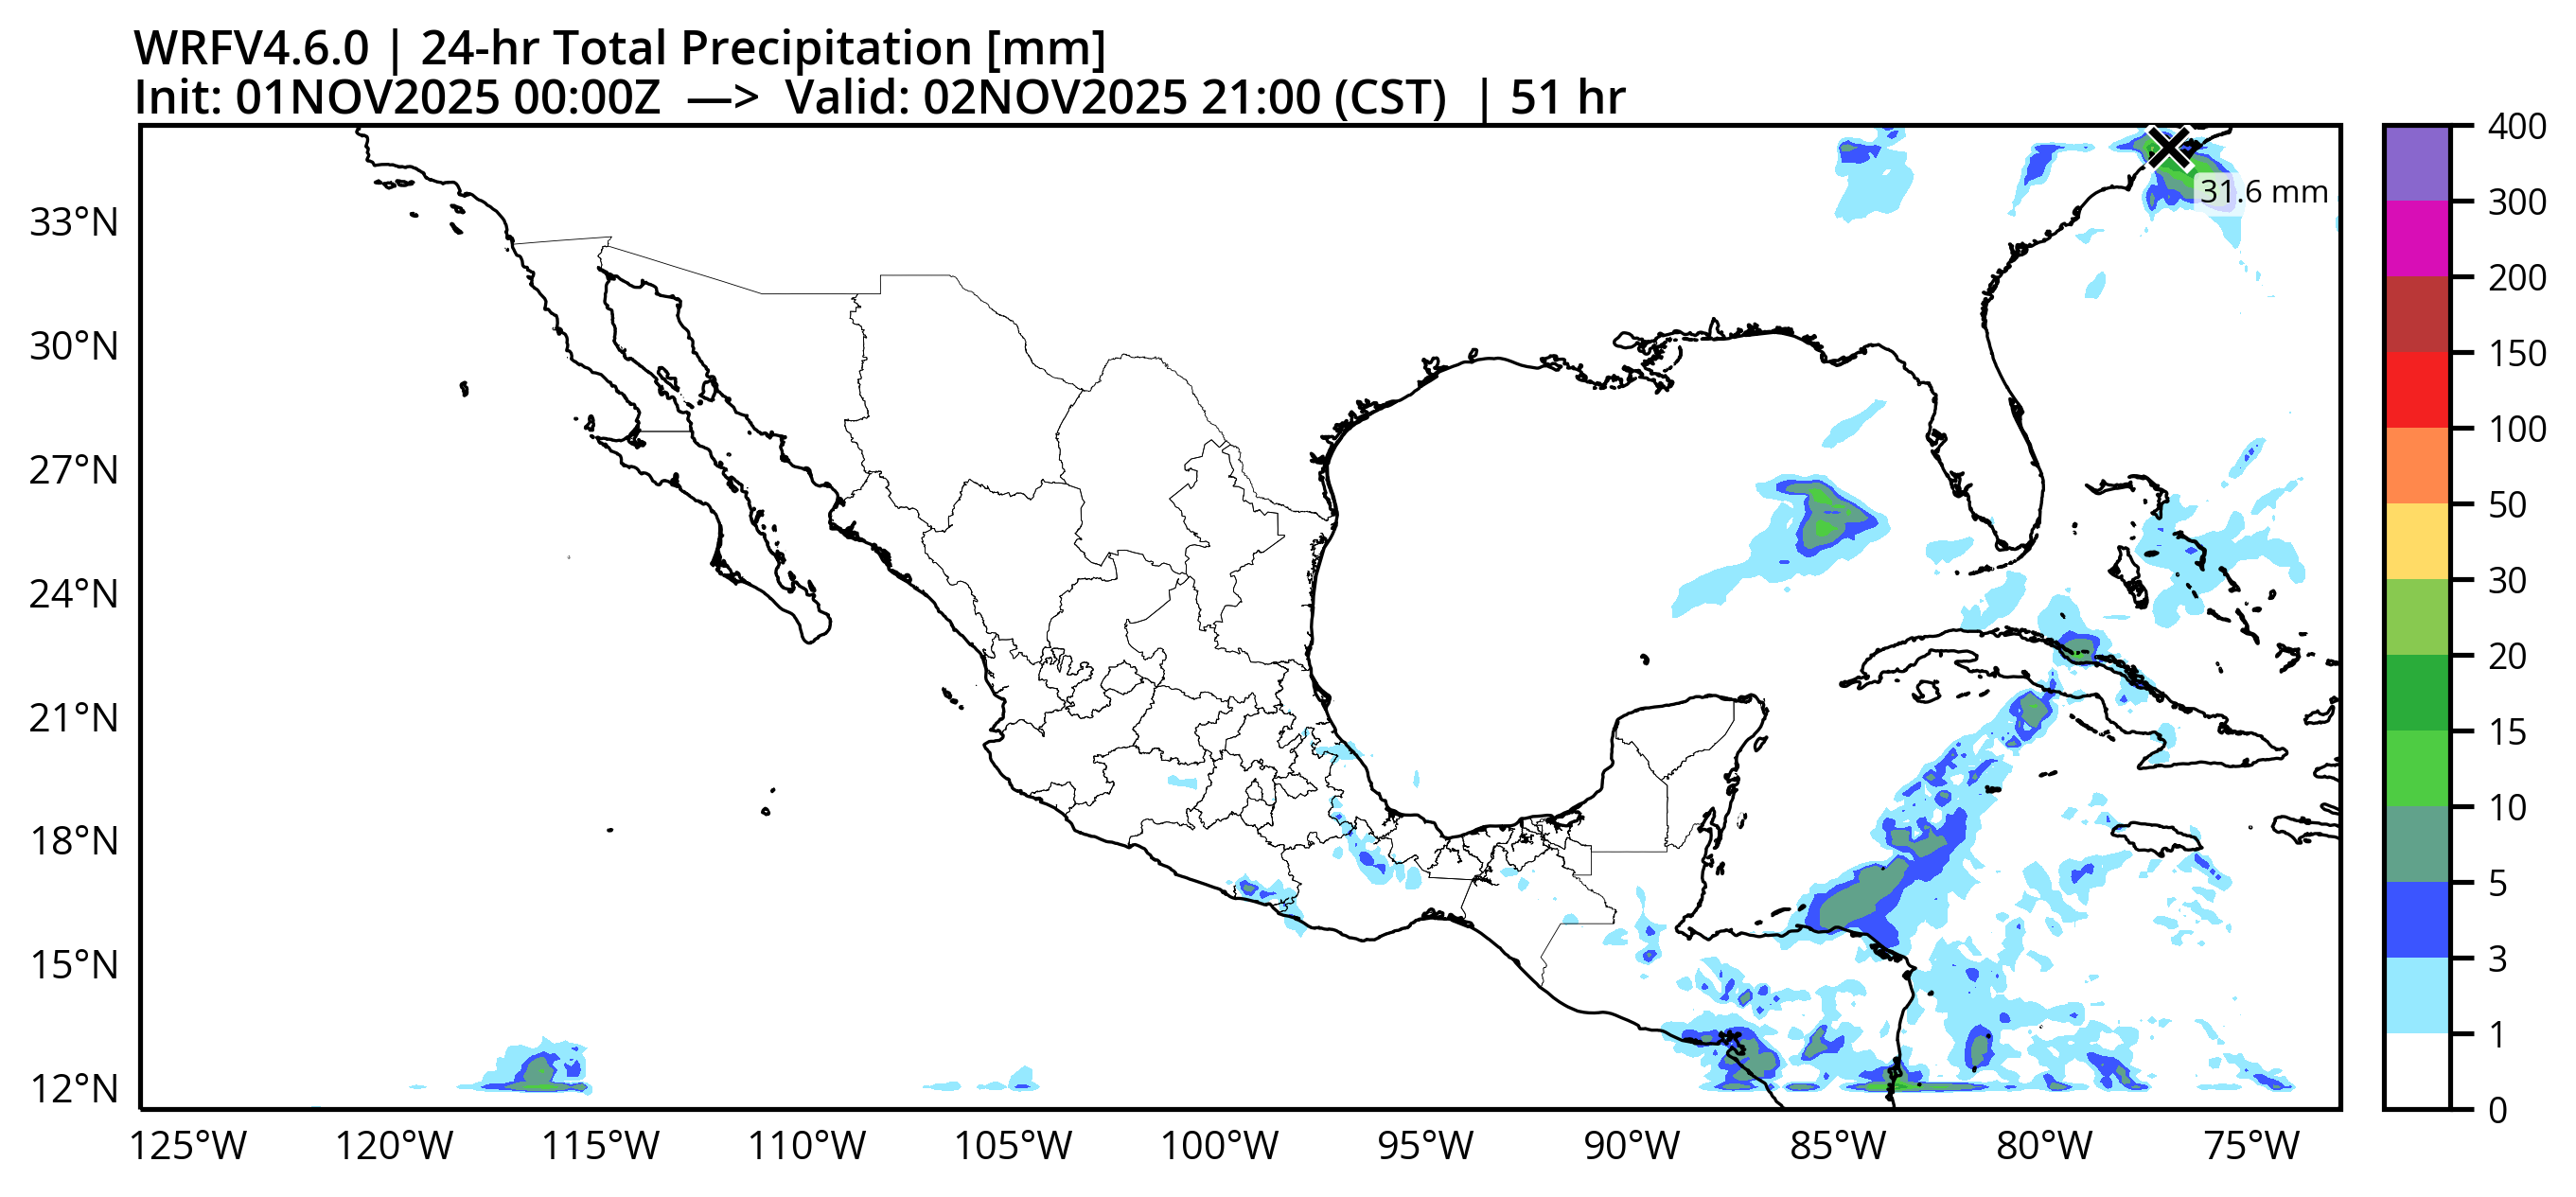 WRFV4.6.0 | 24-hr Total Precipitation [mm]
Init: 01NOV2025 00:00Z —> Valid: 02NOV2025 21:00 (CST) | 51 hr
31.6 mm
33°N
30°N
27°N
24°N
21°N
18°N
15°N
12°N
125°W 120°W 115°W 110°W 105°W 100°W 95°W 90°W 85°W 80°W 75°W
400
300
200
150
100
50
30
20
15
10
5
3
1
0